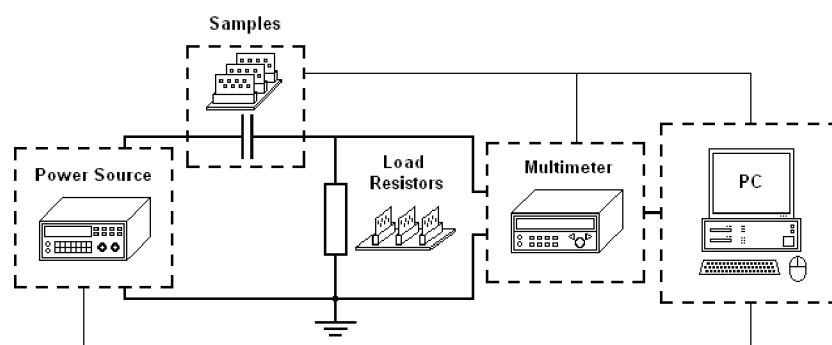 Samples
Power Source
Load
Resistors
Multimeter
PC